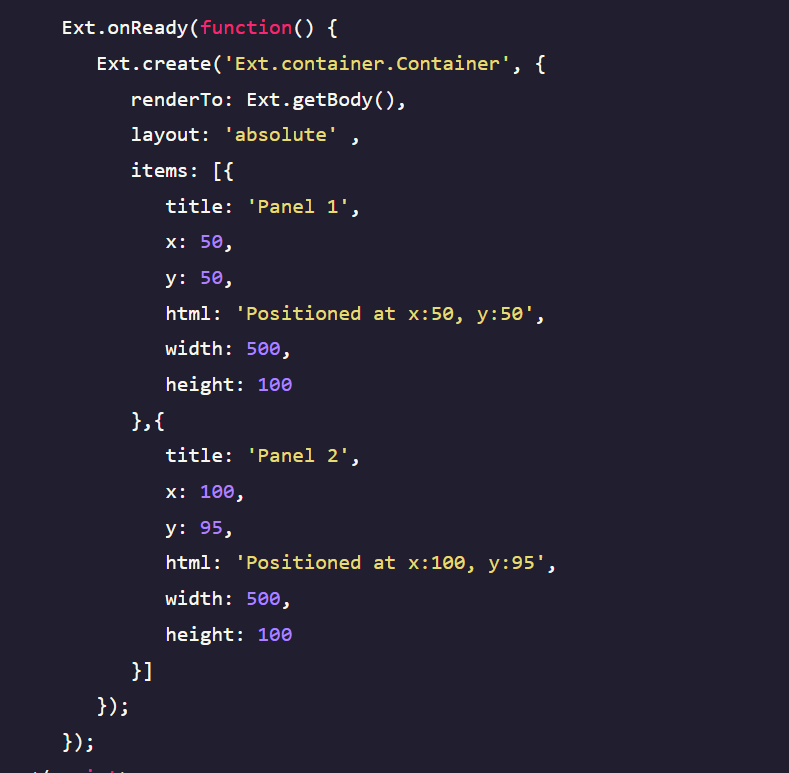 Ext.onReady(function() {
Ext.create('Ext.container.Container', {
renderTo: Ext.getBody(),
layout: 'absolute' ,
items: [{
title: 'Panel 1',
x: 50,
y: 50,
html: 'Positioned at x:50, y:50',
width: 500,
height: 100
},{
title: 'Panel 2',
x: 100,
y: 95,
html: 'Positioned at x:100, y:95',
width: 500,
height: 100
}]
});
});